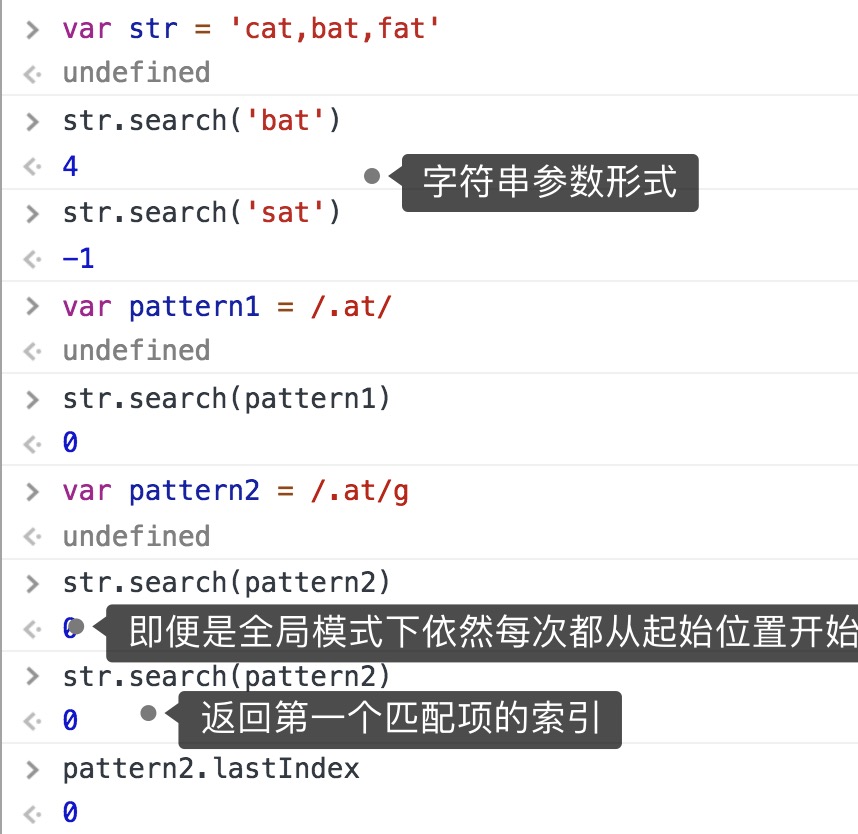 var str = 'cat,bat,fat'
undefined
str.search('bat')
4
字符串参数形式
str.search('sat')
-1
var pattern1 = /.at/
undefined
str.search(pattern1)
0
var pattern2 = /.at/g
undefined
str.search(pattern2)
0
即便是全局模式下依然每次都从起始位置开始
str.search(pattern2)
返回第一个匹配项的索引
0
pattern2.lastIndex
0